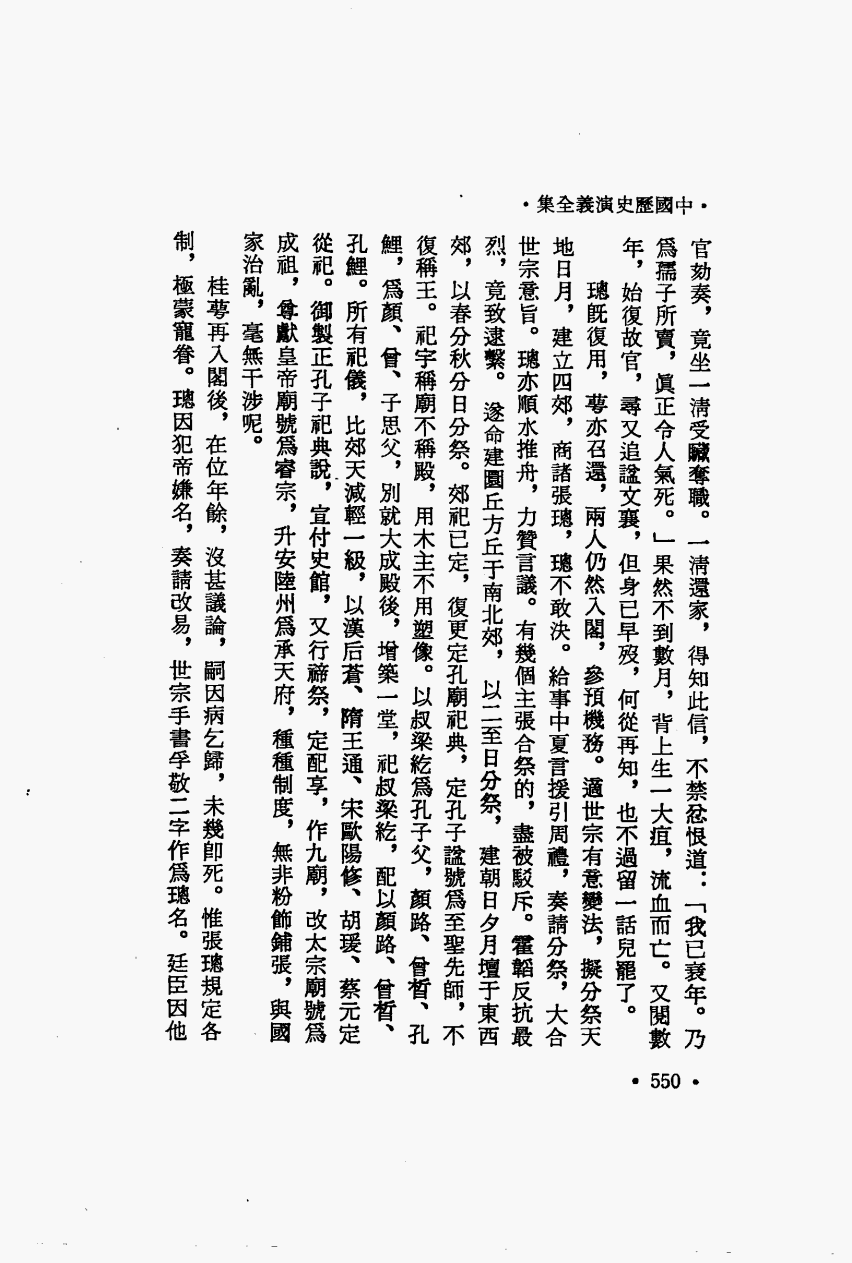 •中國歷史演義全集•
官劾奏，竟坐一清受贓奪職。一清還家，得知此信，不禁忿恨道：「我已衰年。乃
爲孺子所賣，眞正令人氣死。」果然不到數月，背上生一大疽，流血而亡。又閱數
年，始復故官，尋又追諡文襄，但身已早歿，何從再知，也不過留一話兒罷了。
璁旣復用，萼亦召還，兩人仍然入閣，參預機務。適世宗有意變法，擬分祭天
地日月，建立四郊，商諸張璁，璁不敢決。給事中夏言援引周禮，奏請分祭，大合
世宗意旨。璁亦順水推舟，力贊言議。有幾個主張合祭的，盡被駁斥。霍韜反抗最
烈，竟致逮繫。遂命建圜丘方丘于南北郊，以二至日分祭，建朝日夕月壇于東西
郊，以春分秋分日分祭。郊祀已定，復更定孔廟祀典，定孔子諡號爲至聖先師，不
復稱王。祀宇稱廟不稱殿，用木主不用塑像。以叔梁紇爲孔子父，顏路、曾晳、孔
鯉，爲顏、曾、子思父，別就大成殿後，增築一堂，祀叔梁紇，配以顏路、曾晳、
孔鯉。所有祀儀，比郊天減輕一級，以漢后蒼、隋王通、宋歐陽修、胡瑗、蔡元定
從祀。御製正孔子祀典說，宣付史館，又行禘祭，定配享，作九廟，改太宗廟號爲
成祖，尊獻皇帝廟號爲睿宗，升安陸州爲承天府，種種制度，無非粉飾鋪張，與國
家治亂，毫無干涉呢。
桂萼再入閣後，在位年餘，沒甚議論，嗣因病乞歸，未幾卽死。惟張璁規定各
制，極蒙寵眷。璁因犯帝嫌名，奏請改易，世宗手書孚敬二字作爲璁名。廷臣因他
•550•